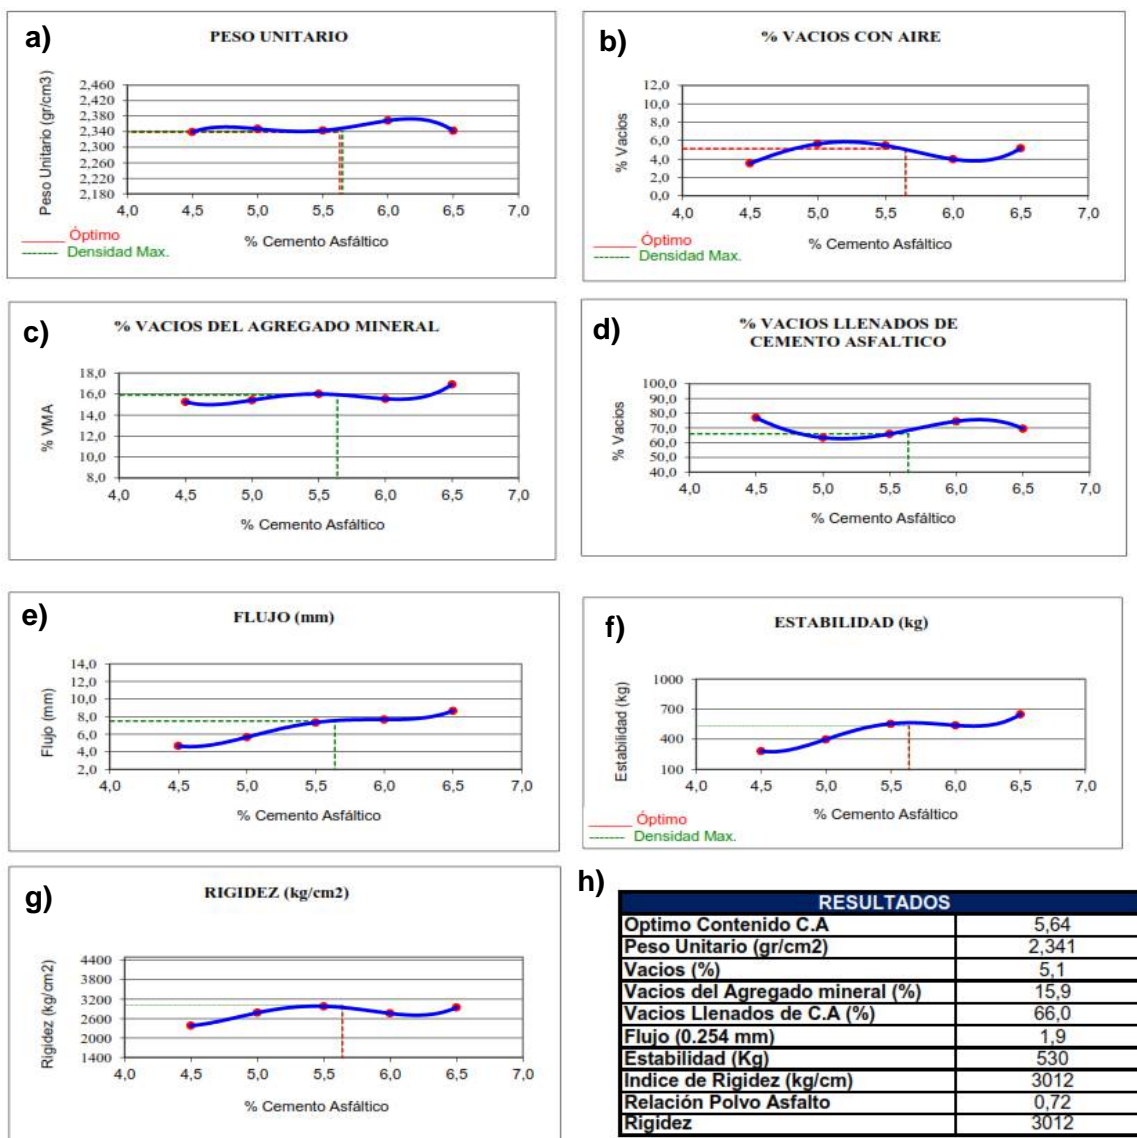 a)
PESO UNITARIO
Peso Unitario (gr/cm3)
2,460
2,420
2,380
2,340
2,300
2,260
2,220
2,180
4,0 4,5 5,0 5,5 6,0 6,5 7,0
% Cemento Asfáltico
Óptimo
Densidad Max.
b)
% VACIOS CON AIRE
% Vacios
12,0
10,0
8,0
6,0
4,0
2,0
0,0
4,0 4,5 5,0 5,5 6,0 6,5 7,0
% Cemento Asfáltico
Óptimo
Densidad Max.
c)
% VACIOS DEL AGREGADO MINERAL
% VMA
18,0
16,0
14,0
12,0
10,0
8,0
4,0 4,5 5,0 5,5 6,0 6,5 7,0
% Cemento Asfáltico
d)
% VACIOS LLENADOS DE
CEMENTO ASFALTICO
% Vacios
100,0
90,0
80,0
70,0
60,0
50,0
40,0
4,0 4,5 5,0 5,5 6,0 6,5 7,0
% Cemento Asfáltico
e)
FLUJO (mm)
Flujo (mm)
14,0
12,0
10,0
8,0
6,0
4,0
2,0
4,0 4,5 5,0 5,5 6,0 6,5 7,0
% Cemento Asfáltico
f)
ESTABILIDAD (kg)
Estabilidad (kg)
1000
700
400
100
4,0 4,5 5,0 5,5 6,0 6,5 7,0
% Cemento Asfáltico
Óptimo
Densidad Max.
g)
RIGIDEZ (kg/cm2)
Rigidez (kg/cm2)
4400
3800
3200
2600
2000
1400
4,0 4,5 5,0 5,5 6,0 6,5 7,0
% Cemento Asfáltico
h)
RESULTADOS
Optimo Contenido C.A 5,64
Peso Unitario (gr/cm2) 2,341
Vacios (%) 5,1
Vacios del Agregado mineral (%) 15,9
Vacios Llenados de C.A (%) 66,0
Flujo (0.254 mm) 1,9
Estabilidad (Kg) 530
Indice de Rigidez (kg/cm) 3012
Relación Polvo Asfalto 0,72
Rigidez 3012